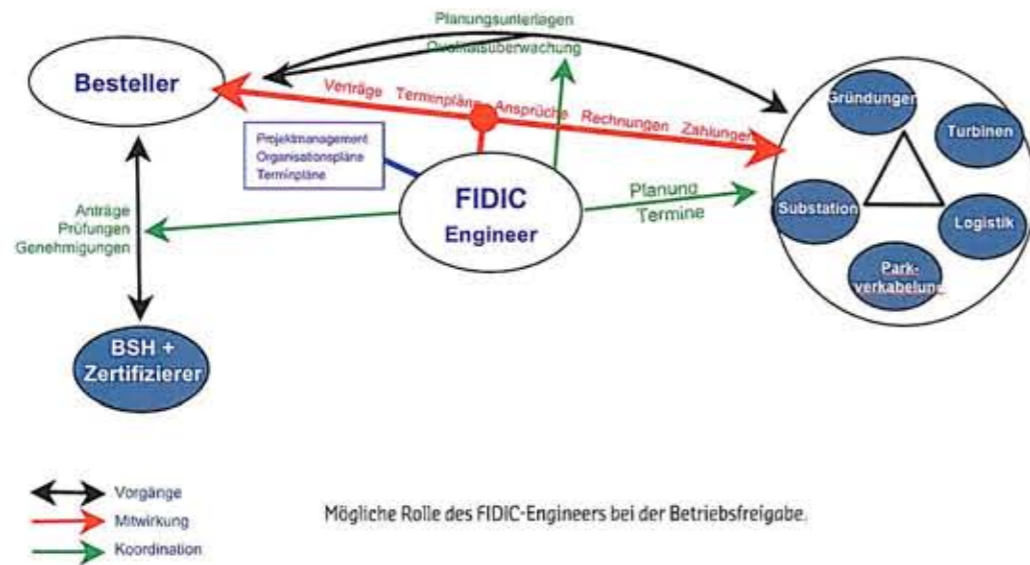 Planungsunterlagen
Qualitätsüberwachung
Besteller
Verträge Terminpläne Ansprüche Rechnungen Zahlungen
Gründungen
Turbinen
Projektmanagement
Organisationspläne
Terminpläne
FIDIC
Engineer
Planung
Termine
Substation
Logistik
Park-
verkabelung
Anträge
Prüfungen
Genehmigungen
BSH +
Zertifizierer
Vorgänge
Mitwirkung
Koordination
Mögliche Rolle des FIDIC-Engineers bei der Betriebsfreigabe.